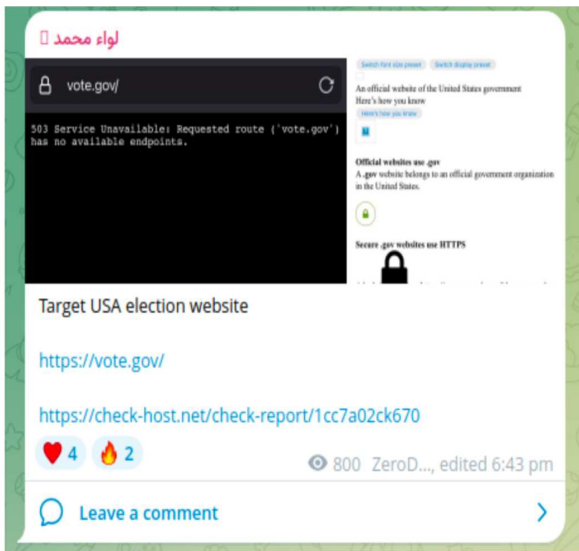 لواء محمد
vote.gov/
503 Service Unavailable: Requested route ('vote.gov')
has no available endpoints.
Switch font size preset Switch display preset
An official website of the United States government
Here's how you know
Here's how you know
Official websites use .gov
A .gov website belongs to an official government organization
in the United States.
Secure .gov websites use HTTPS
Target USA election website
https://vote.gov/
https://check-host.net/check-report/1cc7a02ck670
4 2
800 ZeroD..., edited 6:43 pm
Leave a comment